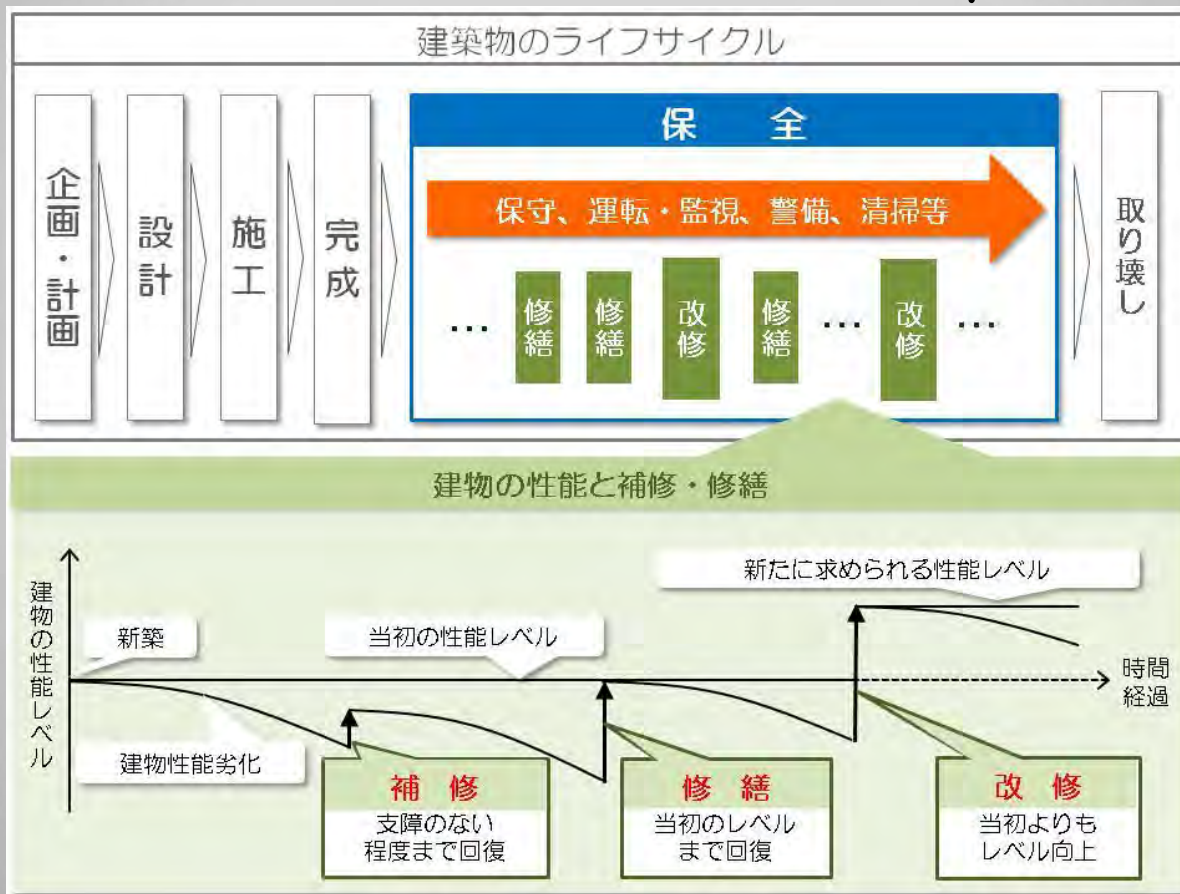 建築物のライフサイクル
企画・計画
設計
施工
完成
保 全
保守、運転・監視、警備、清掃等
…
修繕
修繕
改修
修繕
…
改修
…
取り壊し
建物の性能と補修・修繕
建物の性能レベル
新築
当初の性能レベル
新たに求められる性能レベル
時間
経過
建物性能劣化
補 修
支障のない
程度まで回復
修 繕
当初のレベル
まで回復
改 修
当初よりも
レベル向上